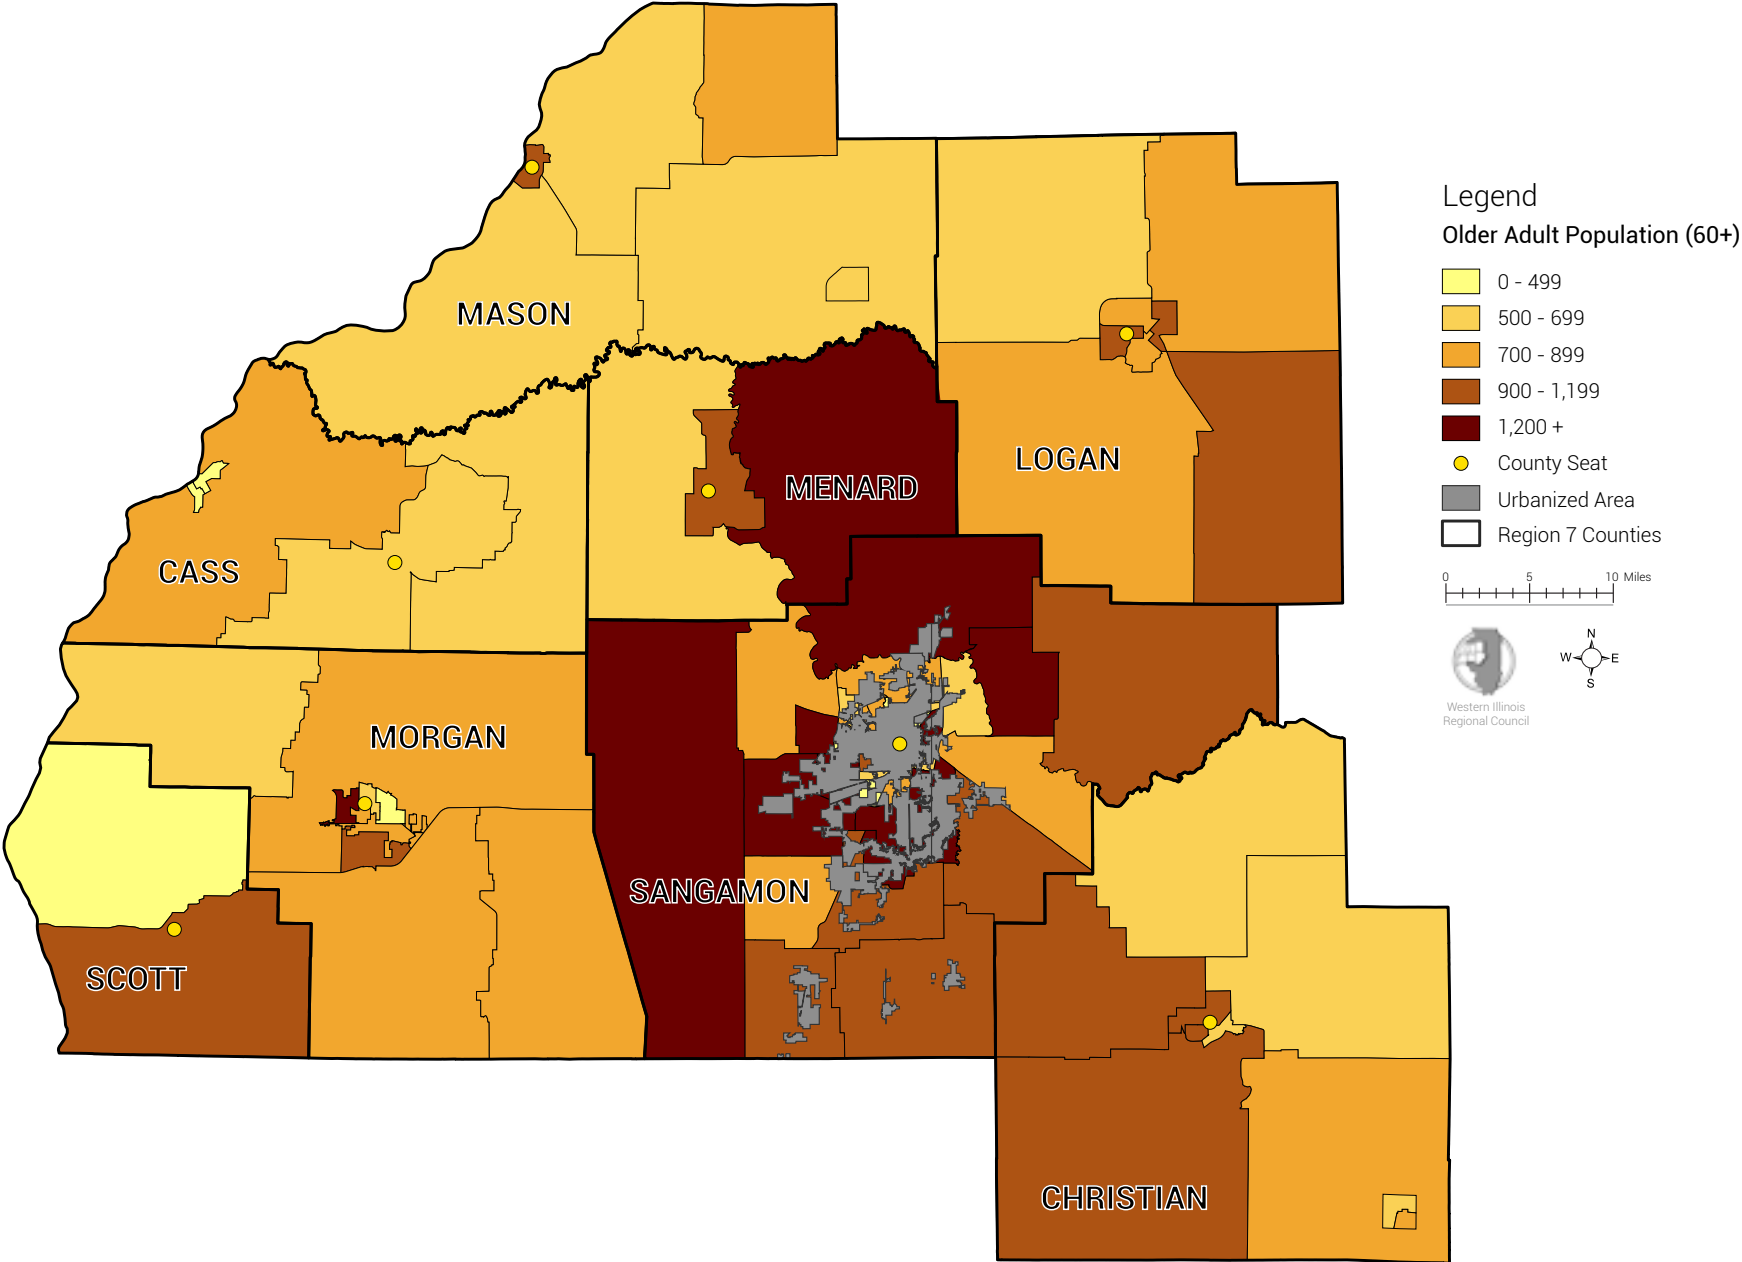 MASON
MENARD
LOGAN
CASS
MORGAN
SANGAMON
SCOTT
CHRISTIAN
Legend
Older Adult Population (60+)
0 - 499
500 - 699
700 - 899
900 - 1,199
1,200 +
County Seat
Urbanized Area
Region 7 Counties
0 5 10 Miles
N
W E
S
Western Illinois
Regional Council